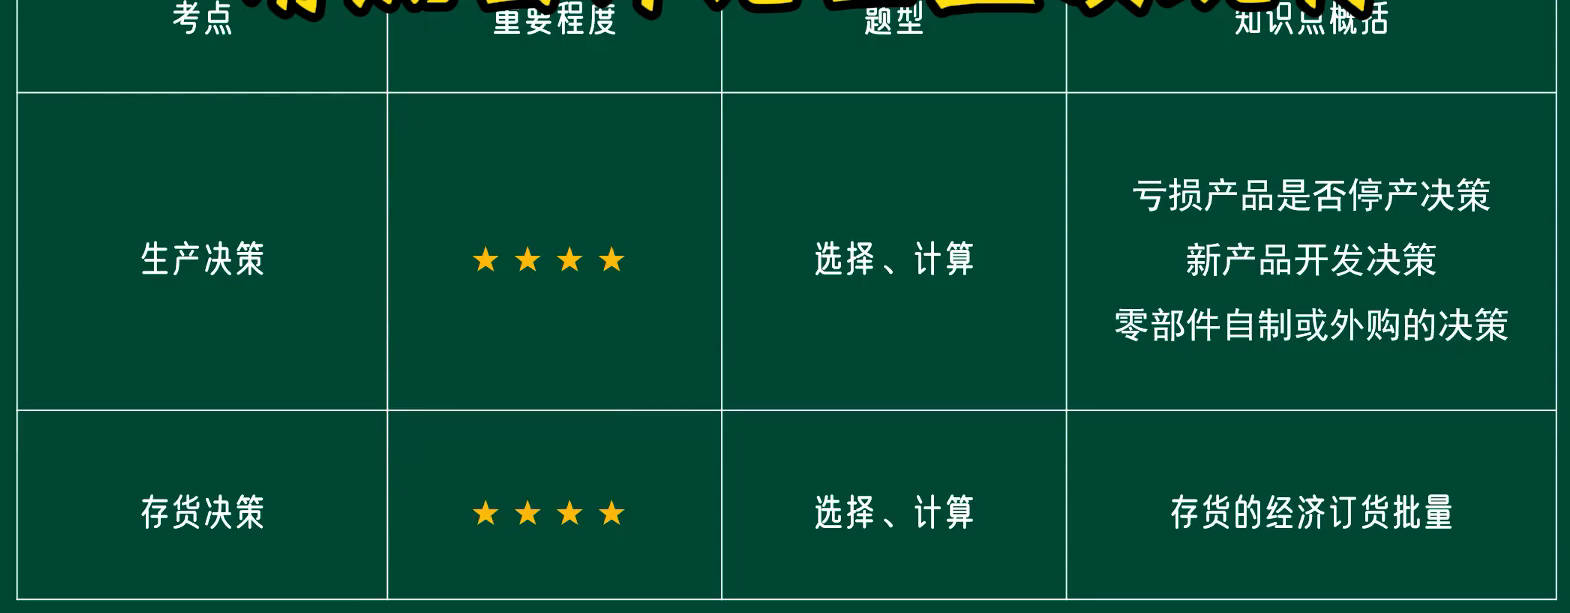 考点 重要程度 题型 知识点概括
生产决策 ★★★★ 选择、计算 亏损产品是否停产决策
新产品开发决策
零部件自制或外购的决策
存货决策 ★★★★ 选择、计算 存货的经济订货批量